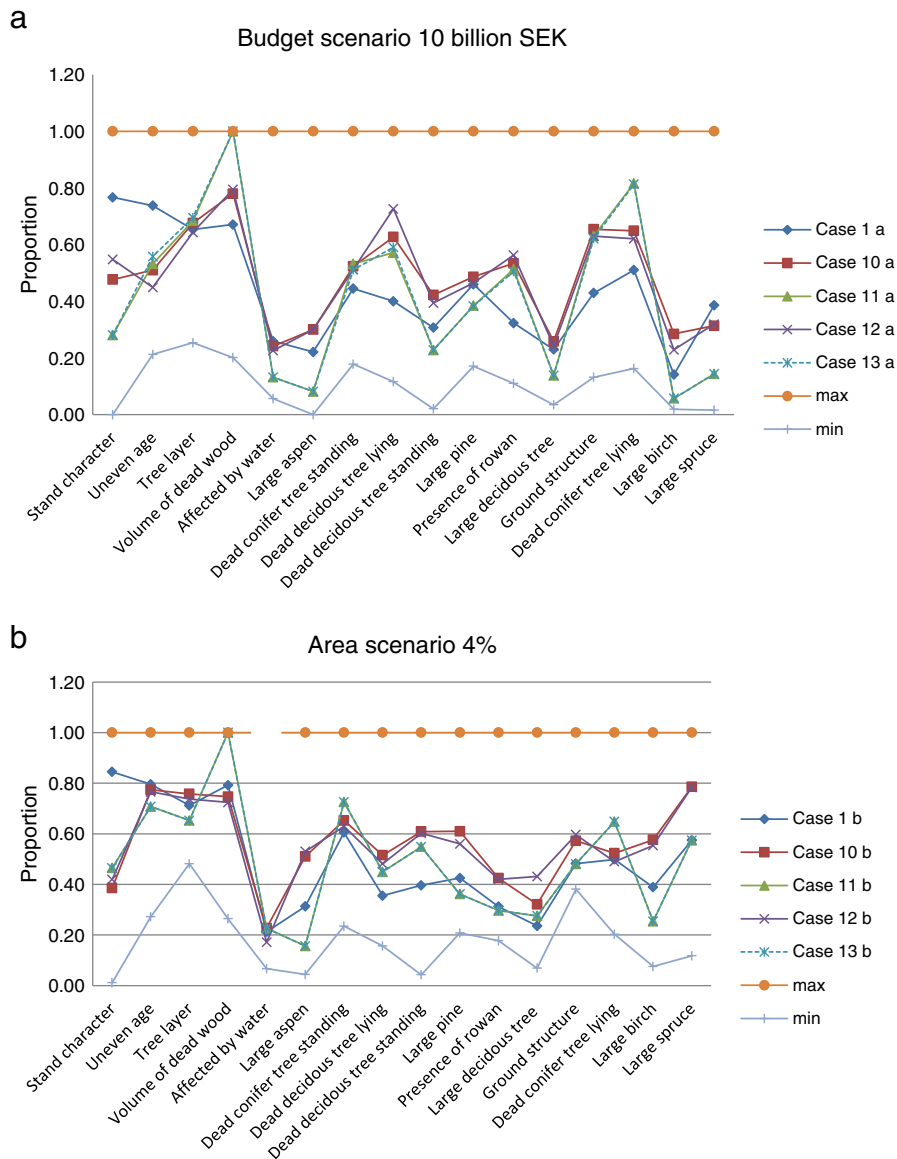 a
Budget scenario 10 billion SEK
1.20
1.00
0.80
0.60
0.40
0.20
0.00
Proportion
Stand character
Uneven age
Tree layer
Volume of dead wood
Affected by water
Large aspen
Dead conifer tree standing
Dead decidous tree lying
Dead decidous tree standing
Large pine
Presence of rowan
Large decidious tree
Ground structure
Dead conifer tree lying
Large birch
Large spruce
Case 1 a
Case 10 a
Case 11 a
Case 12 a
Case 13 a
max
min
b
Area scenario 4%
1.20
1.00
0.80
0.60
0.40
0.20
0.00
Proportion
Stand character
Uneven age
Tree layer
Volume of dead wood
Affected by water
Large aspen
Dead conifer tree standing
Dead decidous tree lying
Dead decidous tree standing
Large pine
Presence of rowan
Large decidious tree
Ground structure
Dead conifer tree lying
Large birch
Large spruce
Case 1 b
Case 10 b
Case 11 b
Case 12 b
Case 13 b
max
min